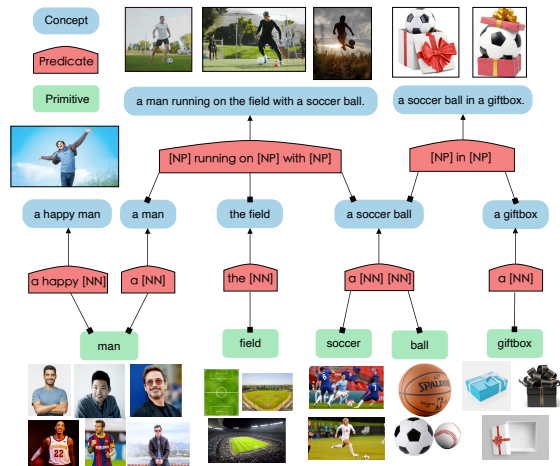 Concept
Predicate
Primitive
a man running on the field with a soccer ball.
a soccer ball in a giftbox.
[NP] running on [NP] with [NP]
[NP] in [NP]
a happy man
a man
the field
a soccer ball
a giftbox
a happy [NN]
a [NN]
the [NN]
a [NN] [NN]
a [NN]
man
field
soccer
ball
giftbox
SPALDING
22